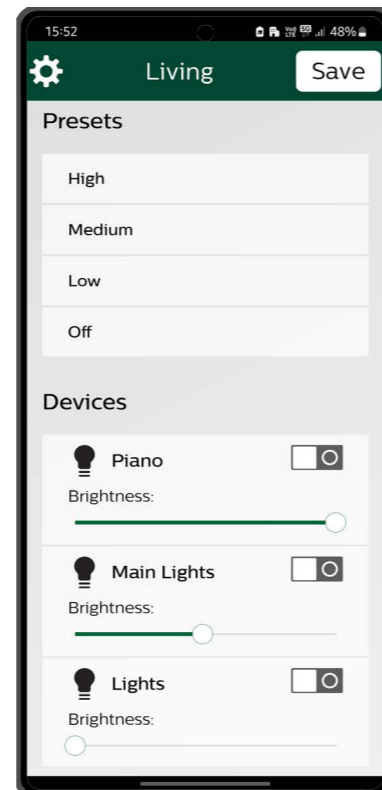 15:52 48%
Living Save
Presets
High
Medium
Low
Off
Devices
Piano
Brightness:
Main Lights
Brightness:
Lights
Brightness: